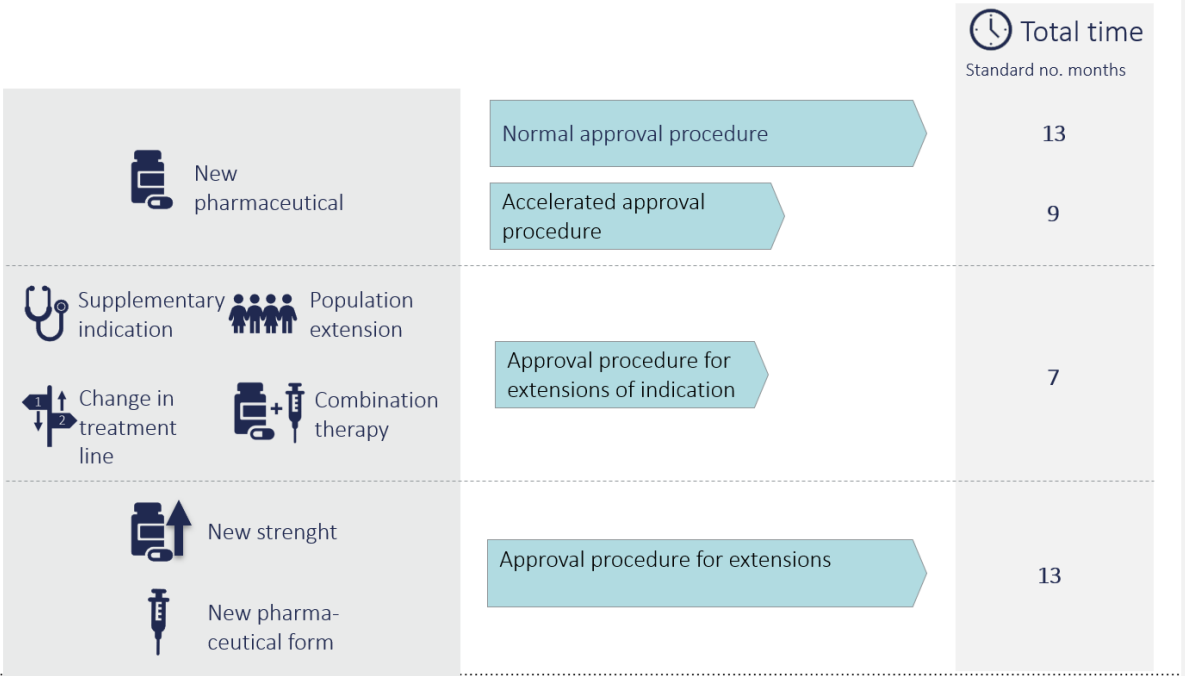 Total time
Standard no. months
New
pharmaceutical
Normal approval procedure
13
Accelerated approval
procedure
9
Supplementary
indication
Population
extension
1
2
Change in
treatment
line
+
Combination
therapy
Approval procedure for
extensions of indication
7
New strenght
New pharma-
ceutical form
Approval procedure for extensions
13